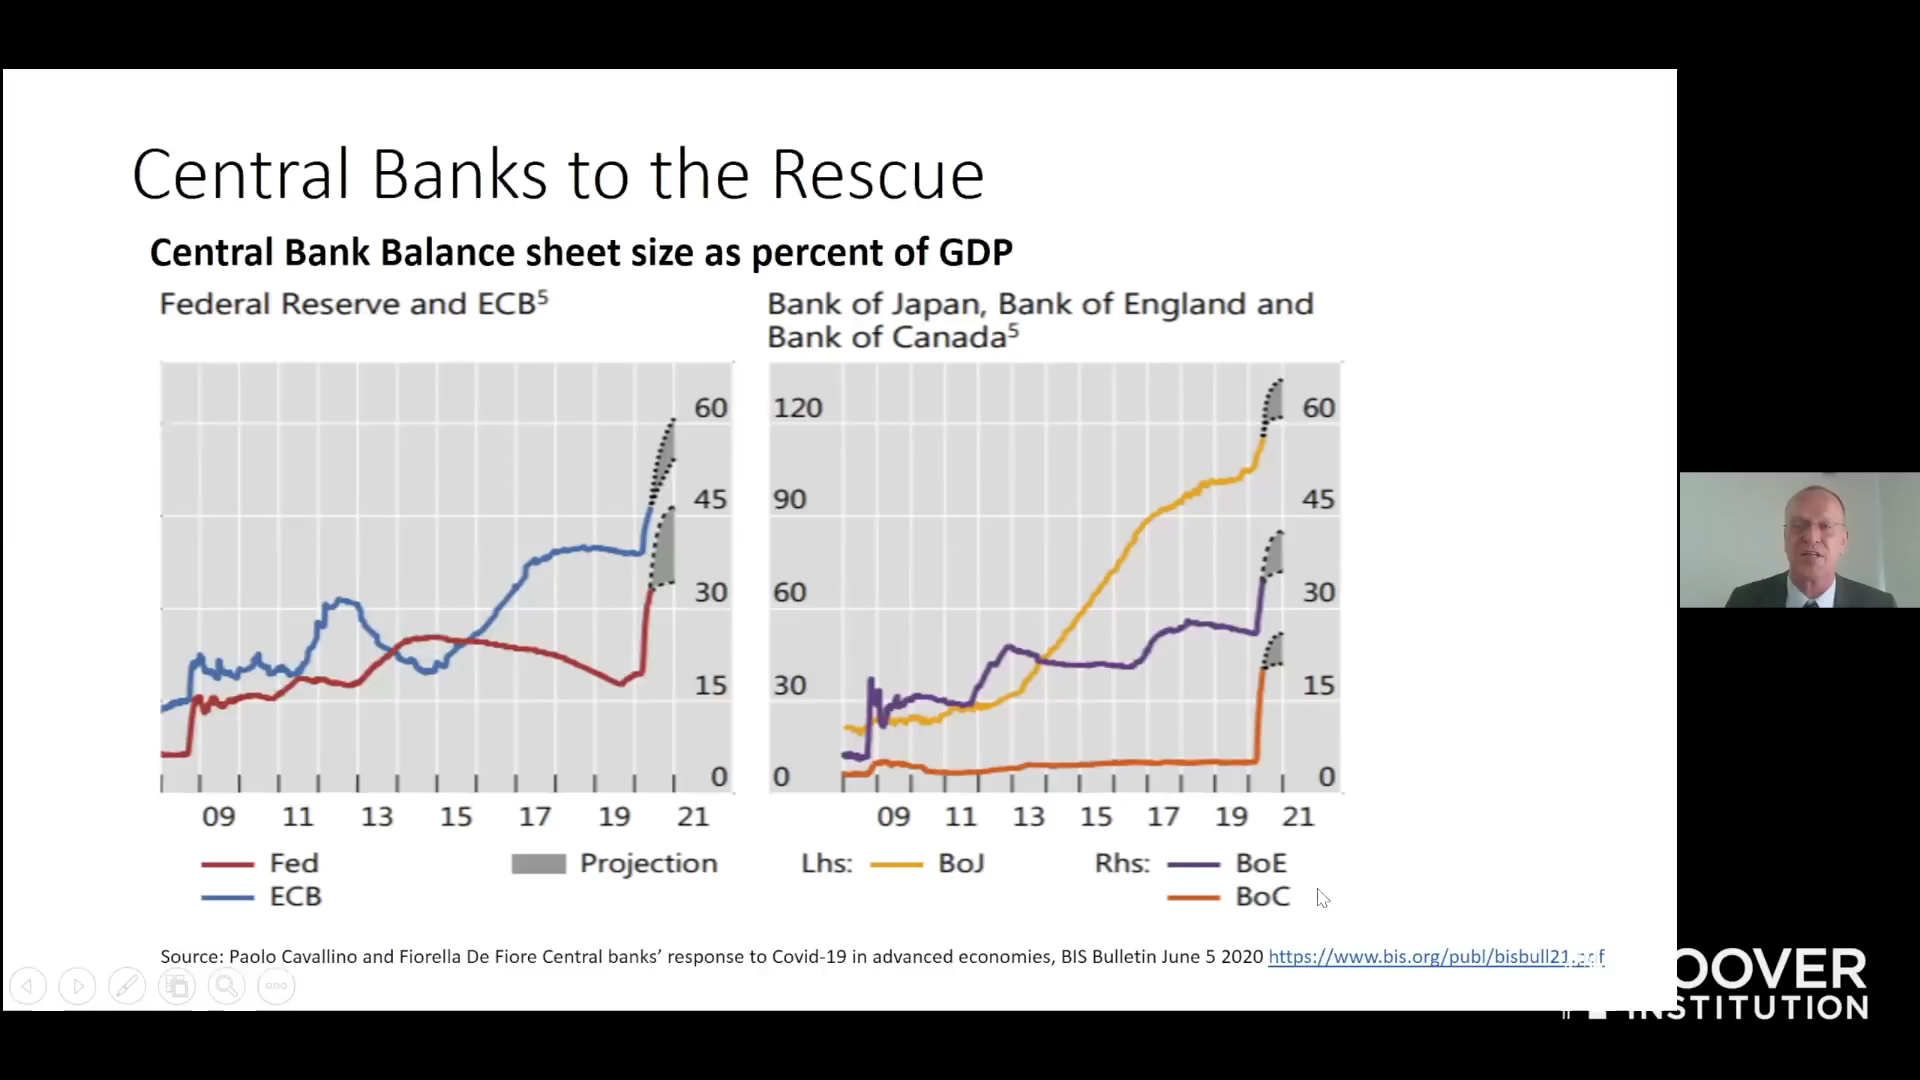 Central Banks to the Rescue
Central Bank Balance sheet size as percent of GDP
Federal Reserve and ECB5
60
45
30
15
0
09 11 13 15 17 19 21
Fed
ECB
Projection
Bank of Japan, Bank of England and
Bank of Canada5
120 60
90 45
60 30
30 15
0 0
09 11 13 15 17 19 21
Lhs: BoJ Rhs: BoE
BoC
Source: Paolo Cavallino and Fiorella De Fiore Central banks’ response to Covid-19 in advanced economies, BIS Bulletin June 5 2020 https://www.bis.org/publ/bisbull21.pdf
OOVER
INSTITUTION